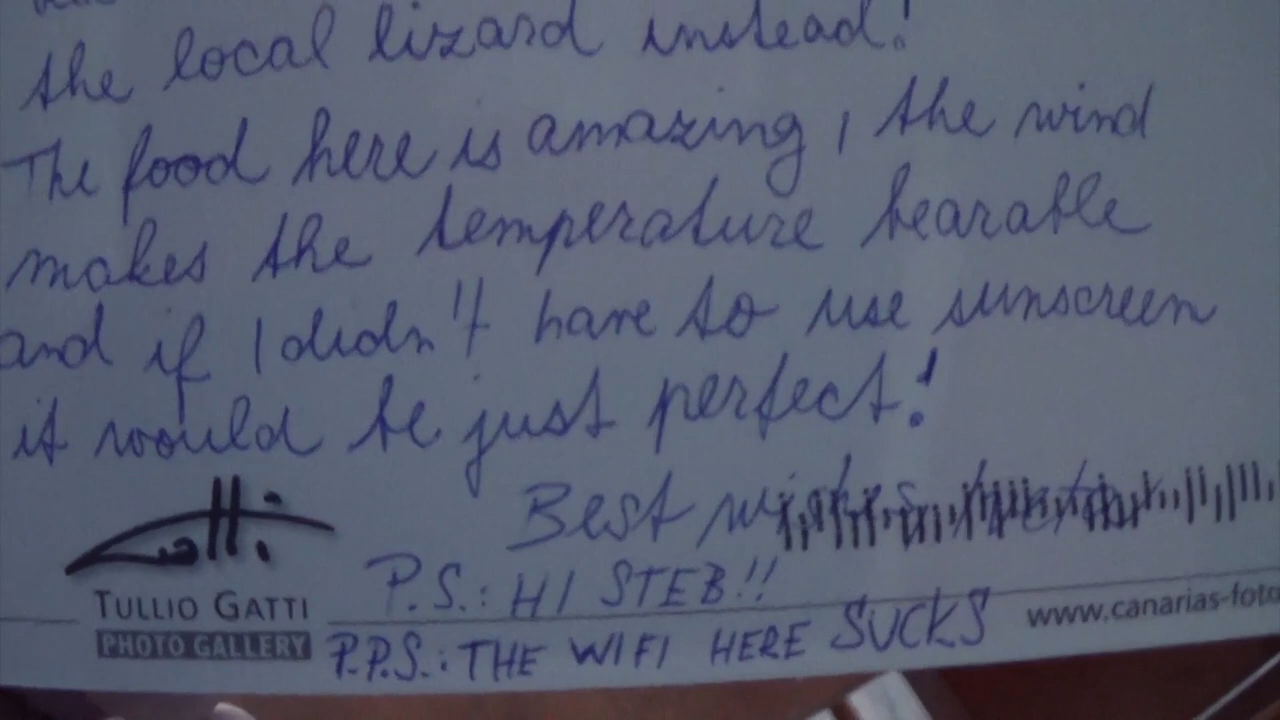 the local lizard instead!
The food here is amazing, the wind
makes the temperature bearable
and if I didn't have to use sunscreen
it would be just perfect!
Best wishes
P.S.: HI STEB!!
P.P.S.: THE WIFI HERE SUCKS
Gatti
TULLIO GATTI
PHOTO GALLERY
www.canarias-foto